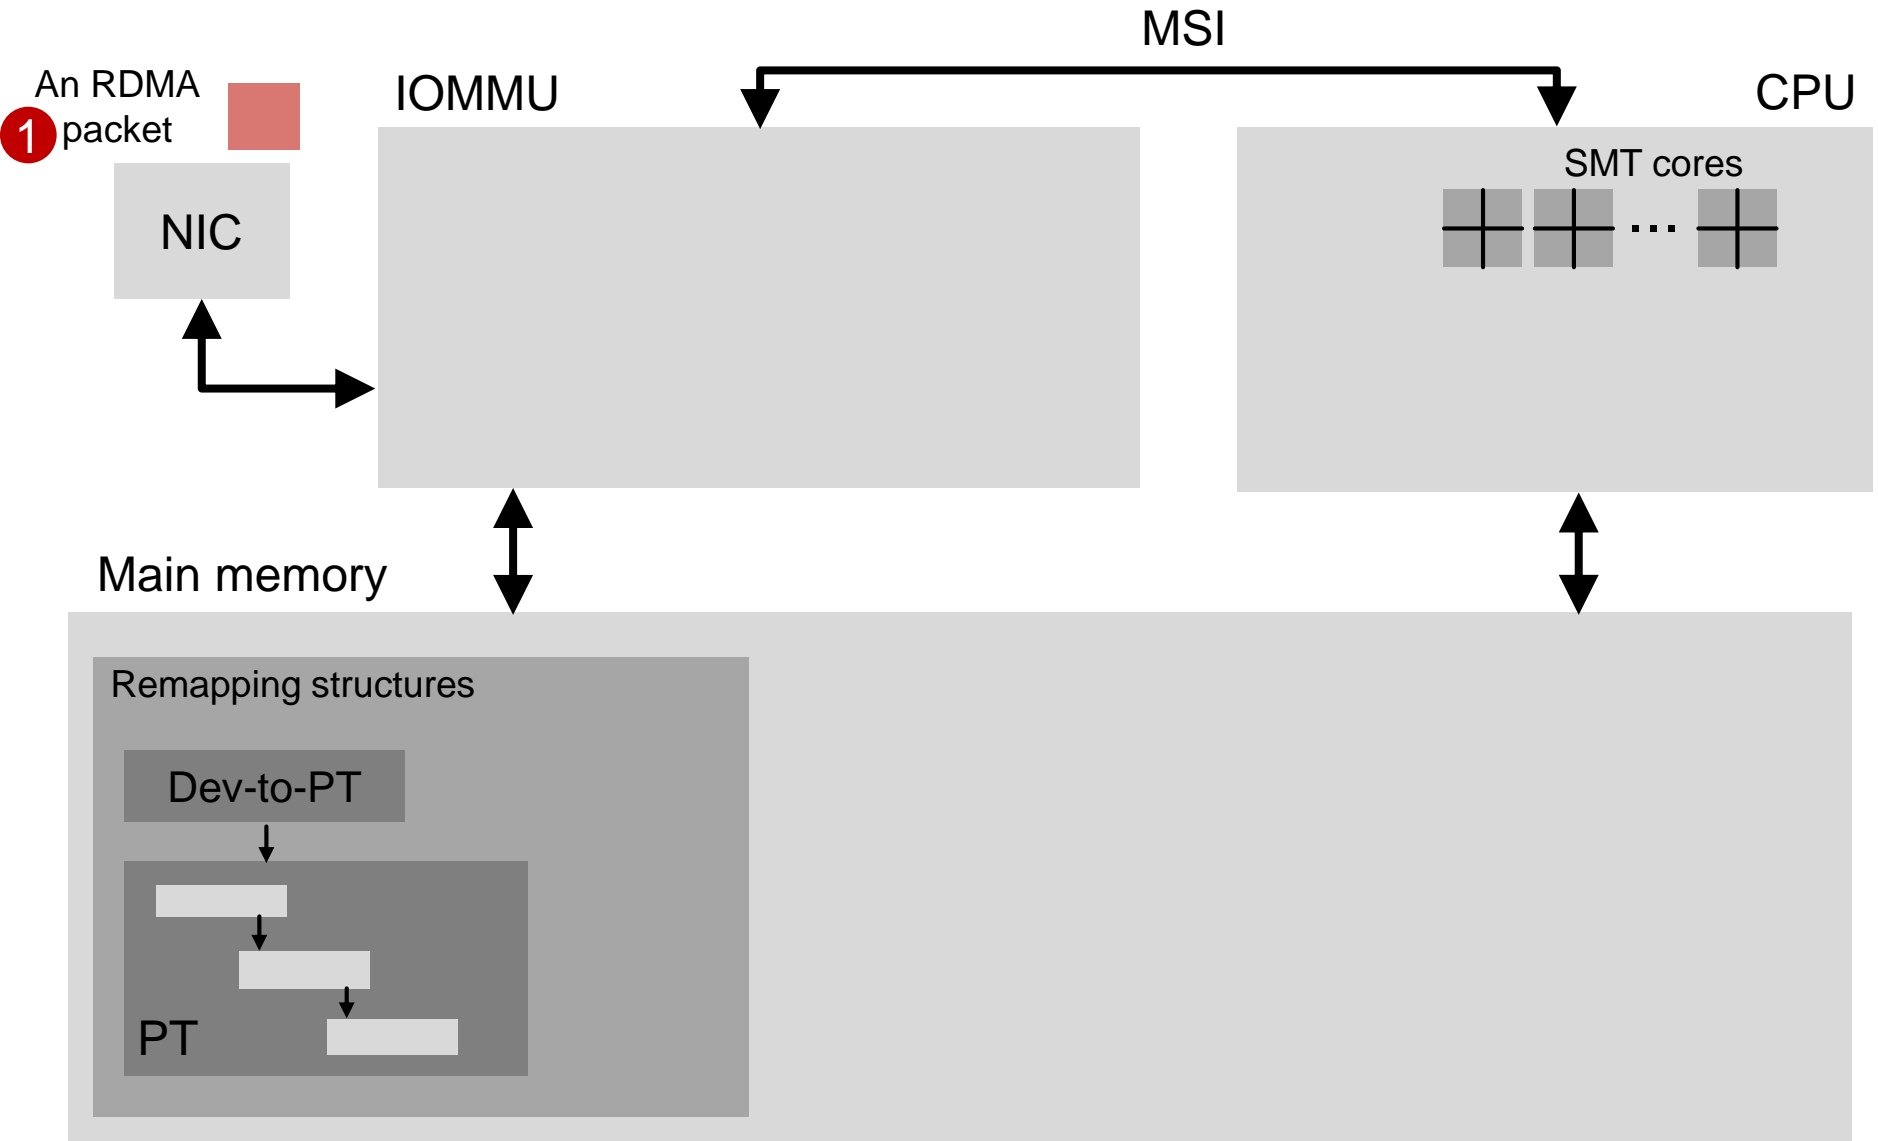 MSI
An RDMA
packet
1
IOMMU
CPU
SMT cores
...
NIC
Main memory
Remapping structures
Dev-to-PT
PT